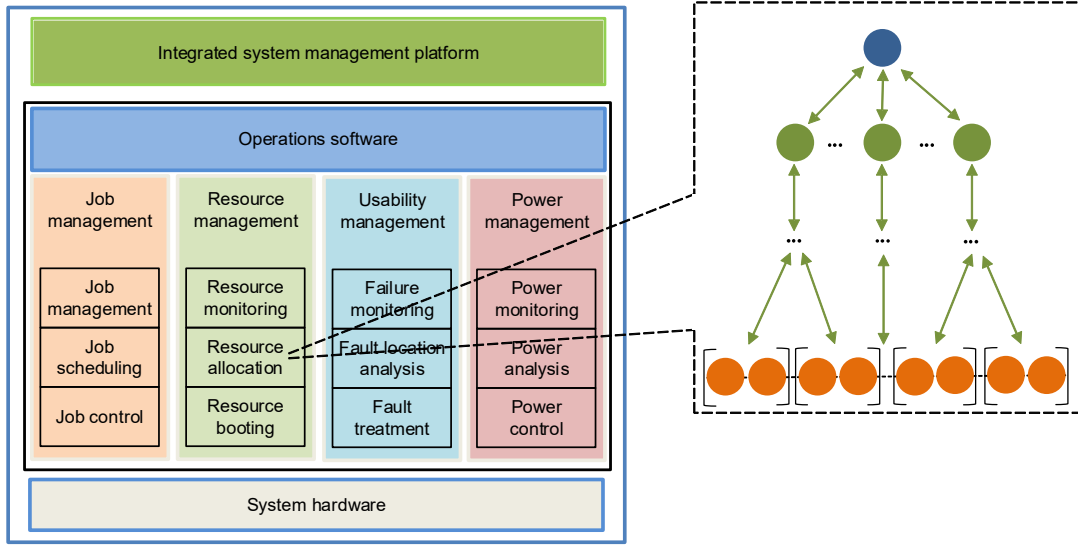 Integrated system management platform
Operations software
Job
management
Job
management
Job
scheduling
Job control
Resource
management
Resource
monitoring
Resource
allocation
Resource
booting
Usability
management
Failure
monitoring
Fault location
analysis
Fault
treatment
Power
management
Power
monitoring
Power
analysis
Power
control
System hardware
...
...
...
...
...